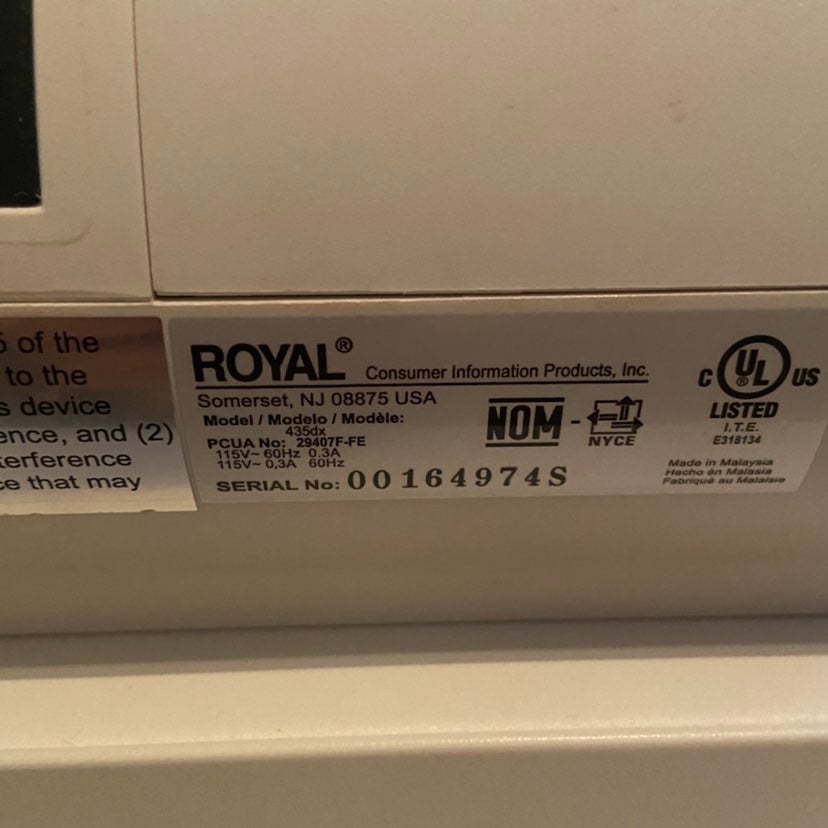 5 of the
to the
s device
ence, and (2)
terference
ce that may
ROYAL® Consumer Information Products, Inc.
Somerset, NJ 08875 USA
Model / Modelo / Modèle:
435dx
PCUA No: 29407F-FE
115V~ 60Hz 0.3A
115V~ 0,3A 60Hz
SERIAL No: 00164974S
NOM - NYCE
C UL® US
LISTED
I.T.E.
E318134
Made in Malaysia
Hecho en Malasia
Fabriqué au Malaisie